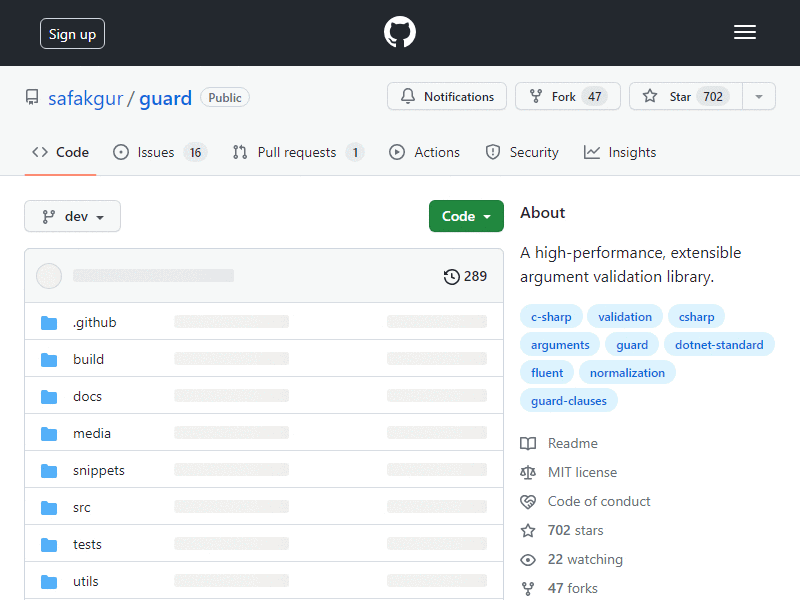 Sign up
safakgur / guard Public
Notifications Fork 47 Star 702
Code Issues 16 Pull requests 1 Actions Security Insights
dev Code
289
.github
build
docs
media
snippets
src
tests
utils
About
A high-performance, extensible
argument validation library.
c-sharp validation csharp
arguments guard dotnet-standard
fluent normalization
guard-clauses
Readme
MIT license
Code of conduct
702 stars
22 watching
47 forks